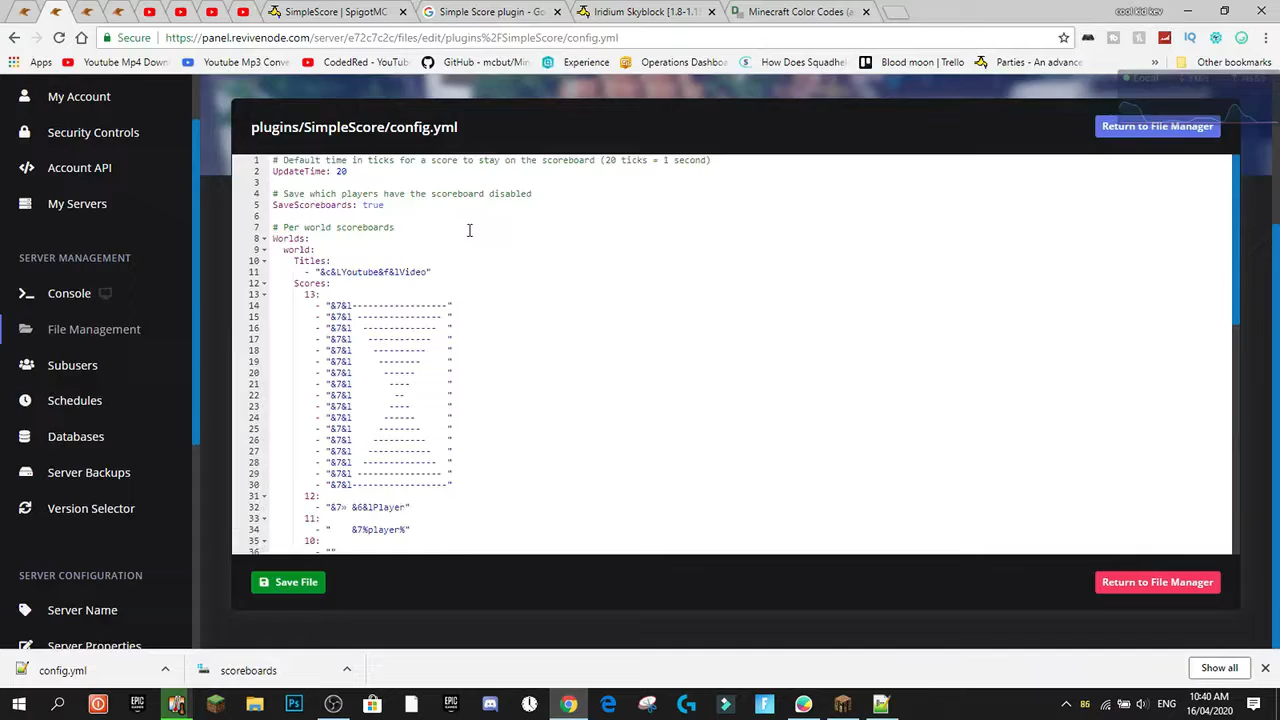 SimpleScore | SpigotMC
Simple Score plugin - Go
Iridium Skyblock [1.8-1.1
Minecraft Color Codes (a
cool kid kev
Secure
https://panel.revivenode.com/server/e72c7c2c/files/edit/plugins%2FSimpleScore/config.yml
Apps
Youtube Mp4 Down
Youtube Mp3 Conve
CodedRed - YouTub
GitHub - mcbut/Min
Experience
Operations Dashboa
How Does Squadhel
Blood moon | Trello
Parties - An advance
»
Other bookmarks
My Account
Security Controls
Account API
My Servers
SERVER MANAGEMENT
Console
File Management
Subusers
Schedules
Databases
Server Backups
Version Selector
SERVER CONFIGURATION
Server Name
Server Properties
plugins/SimpleScore/config.yml
Return to File Manager
Local
1 # Default time in ticks for a score to stay on the scoreboard (20 ticks = 1 second)
2 UpdateTime: 20
3
4 # Save which players have the scoreboard disabled
5 SaveScoreboards: true
6
7 # Per world scoreboards
8 Worlds:
9 world:
10 Titles:
11 - "&c&LYoutube&f&lVideo"
12 Scores:
13 13:
14 - "&7&l------------------"
15 - "&7&l ---------------- "
16 - "&7&l  --------------  "
17 - "&7&l   ------------   "
18 - "&7&l    ----------    "
19 - "&7&l     --------     "
20 - "&7&l      ------      "
21 - "&7&l       ----       "
22 - "&7&l        --        "
23 - "&7&l       ----       "
24 - "&7&l      ------      "
25 - "&7&l     --------     "
26 - "&7&l    ----------    "
27 - "&7&l   ------------   "
28 - "&7&l  --------------  "
29 - "&7&l ---------------- "
30 - "&7&l------------------"
31 12:
32 - "&7» &6&lPlayer"
33 11:
34 - "    &7%player%"
35 10:
36 - ""
Save File
Return to File Manager
config.yml
scoreboards
Show all
86
ENG
10:40 AM
16/04/2020